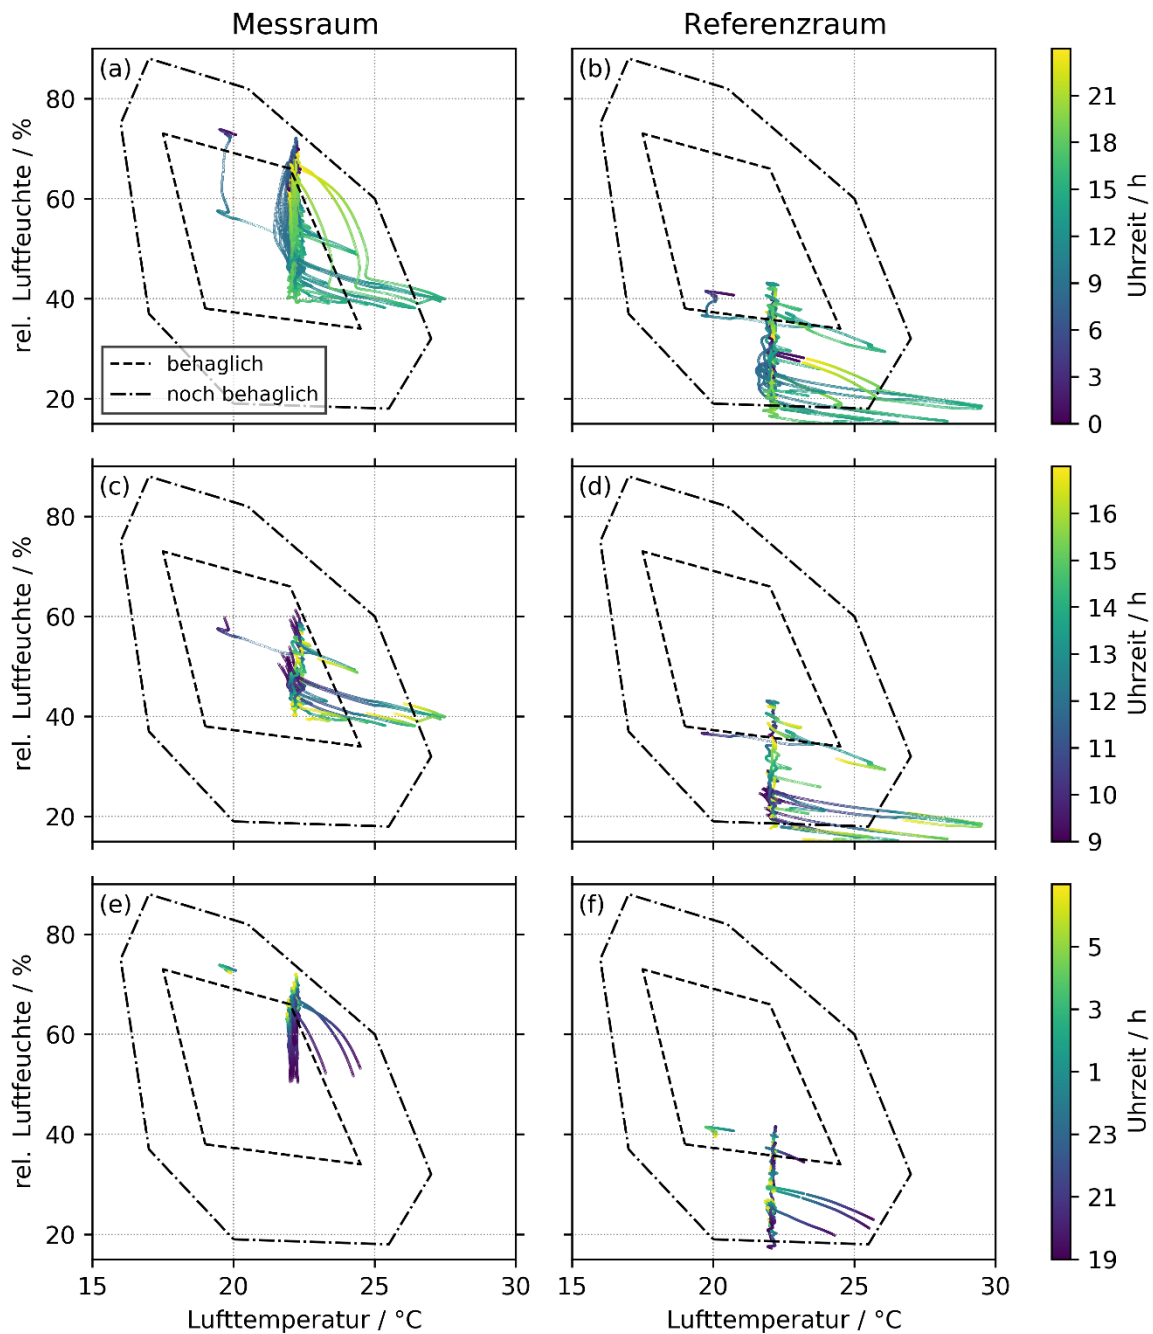 Messraum
Referenzraum
(a)
(b)
80
60
40
20
rel. Luftfeuchte / %
behaglich
noch behaglich
21
18
15
12
9
6
3
0
Uhrzeit / h
(c)
(d)
80
60
40
20
rel. Luftfeuchte / %
16
15
14
13
12
11
10
9
Uhrzeit / h
(e)
(f)
80
60
40
20
rel. Luftfeuchte / %
5
3
1
23
21
19
Uhrzeit / h
15
20
25
30
15
20
25
30
Lufttemperatur / °C
Lufttemperatur / °C